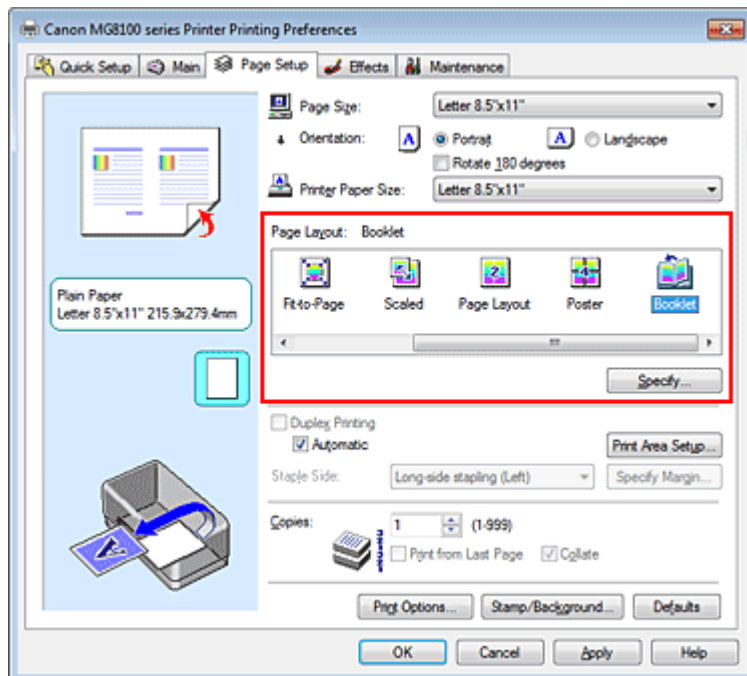 Canon MG8100 series Printer Printing Preferences
Quick Setup Main Page Setup Effects Maintenance
Page Size: Letter 8.5"x11"
Orientation: A Portrait A Landscape
Rotate 180 degrees
Printer Paper Size: Letter 8.5"x11"
Page Layout: Booklet
Fit-to-Page Scaled Page Layout Poster Booklet
Plain Paper
Letter 8.5"x11" 215.9x279.4mm
Specify...
Duplex Printing
Automatic Print Area Setup...
Staple Side: Long-side stapling (Left) Specify Margin...
Copies: 1 (1-999)
Print from Last Page Collate
Print Options... Stamp/Background... Defaults
OK Cancel Apply Help